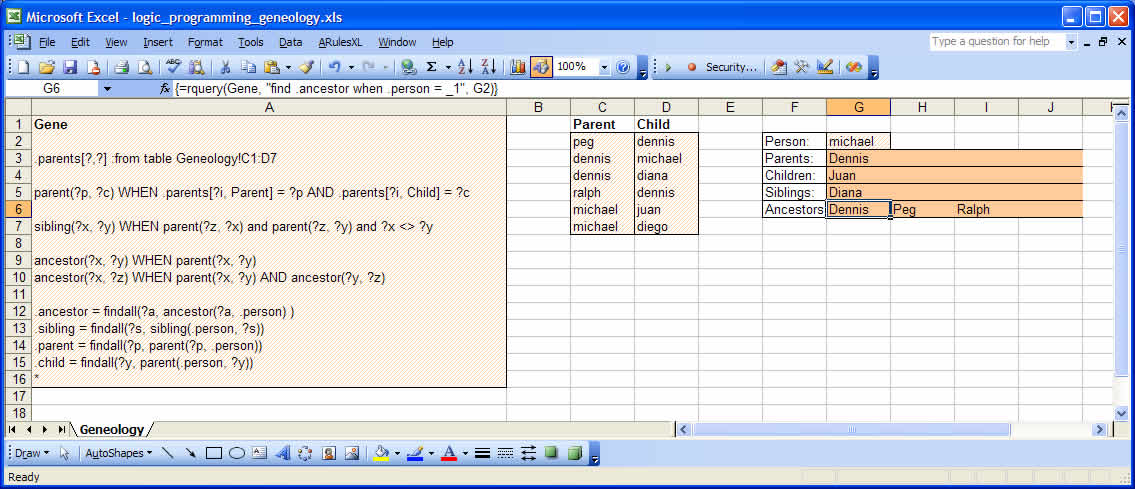 Microsoft Excel - logic_programming_geneology.xls
File Edit View Insert Format Tools Data ARulesXL Window Help Type a question for help
Σ A Z Z A 100% Security...
G6 fx {=rquery(Gene, "find .ancestor when .person = _1", G2)}
A B C D E F G H I J
1 Gene Parent Child
2 peg dennis Person: michael
3 .parents[?,?] :from table Geneology!C1:D7 dennis michael Parents: Dennis
4 dennis diana Children: Juan
5 parent(?p, ?c) WHEN .parents[?i, Parent] = ?p AND .parents[?i, Child] = ?c ralph dennis Siblings: Diana
6 michael juan Ancestors Dennis Peg Ralph
7 sibling(?x, ?y) WHEN parent(?z, ?x) and parent(?z, ?y) and ?x <> ?y michael diego
8
9 ancestor(?x, ?y) WHEN parent(?x, ?y)
10 ancestor(?x, ?z) WHEN parent(?x, ?y) AND ancestor(?y, ?z)
11
12 .ancestor = findall(?a, ancestor(?a, .person) )
13 .sibling = findall(?s, sibling(.person, ?s))
14 .parent = findall(?p, parent(?p, .person))
15 .child = findall(?y, parent(.person, ?y))
16 *
17
18
Geneology
Draw AutoShapes A A
Ready